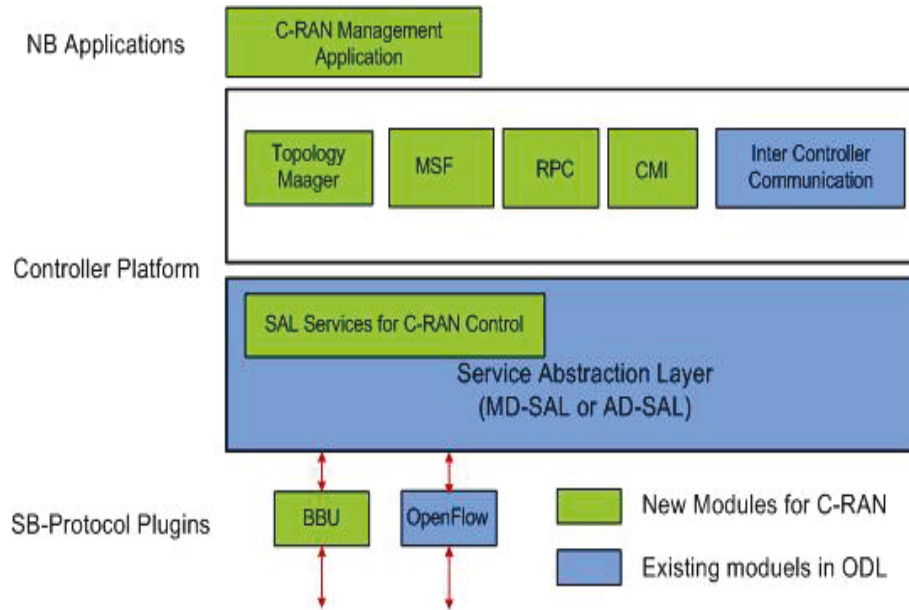 NB Applications
C-RAN Management
Application
Topology
Maager
MSF
RPC
CMI
Inter Controller
Communication
Controller Platform
SAL Services for C-RAN Control
Service Abstraction Layer
(MD-SAL or AD-SAL)
SB-Protocol Plugins
BBU
OpenFlow
New Modules for C-RAN
Existing moduels in ODL